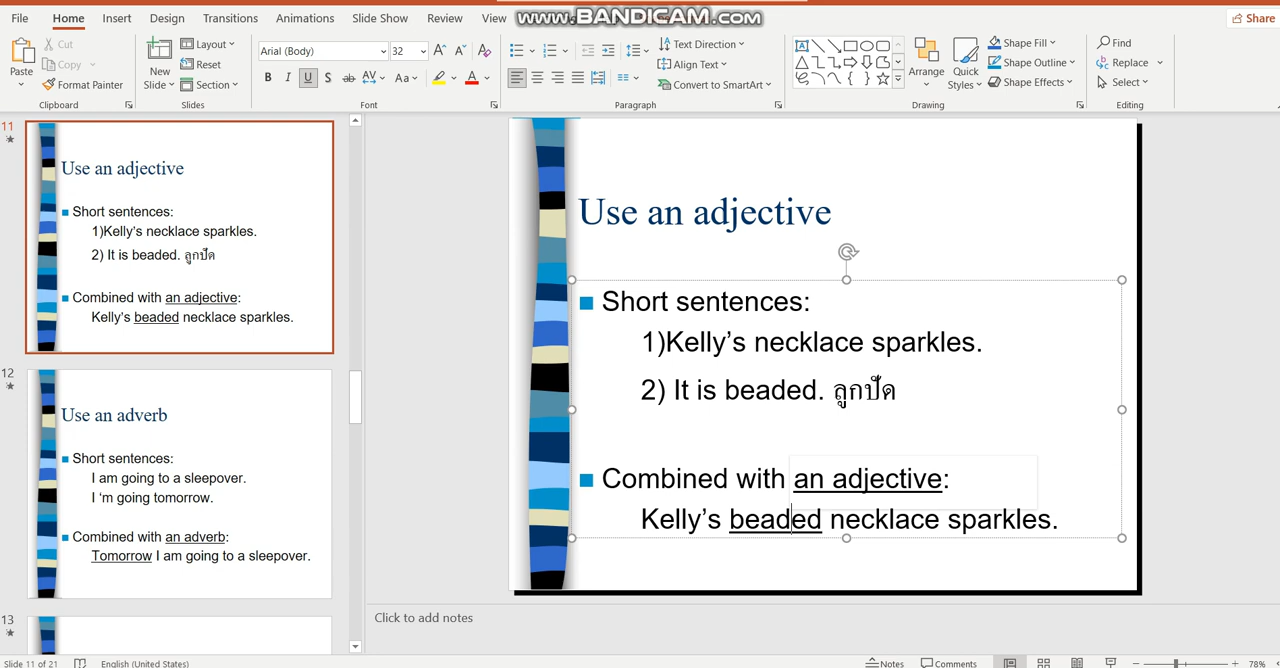 www.BANDICAM.com
File Home Insert Design Transitions Animations Slide Show Review View
Share
Paste
Cut
Copy
Format Painter
Clipboard
New Slide
Layout
Reset
Section
Slides
Arial (Body) 32
B I U S ab AV Aa
A
Font
Text Direction
Align Text
Convert to SmartArt
Paragraph
Arrange
Quick Styles
Shape Fill
Shape Outline
Shape Effects
Drawing
Find
Replace
Select
Editing
11
Use an adjective
Short sentences:
1)Kelly’s necklace sparkles.
2) It is beaded. ลูกปัด
Combined with an adjective:
Kelly’s beaded necklace sparkles.
12
Use an adverb
Short sentences:
I am going to a sleepover.
I ‘m going tomorrow.
Combined with an adverb:
Tomorrow I am going to a sleepover.
13
Use an adjective
Short sentences:
1)Kelly’s necklace sparkles.
2) It is beaded. ลูกปัด
Combined with an adjective:
Kelly’s beaded necklace sparkles.
Click to add notes
Slide 11 of 21 English (United States) Notes Comments 78%